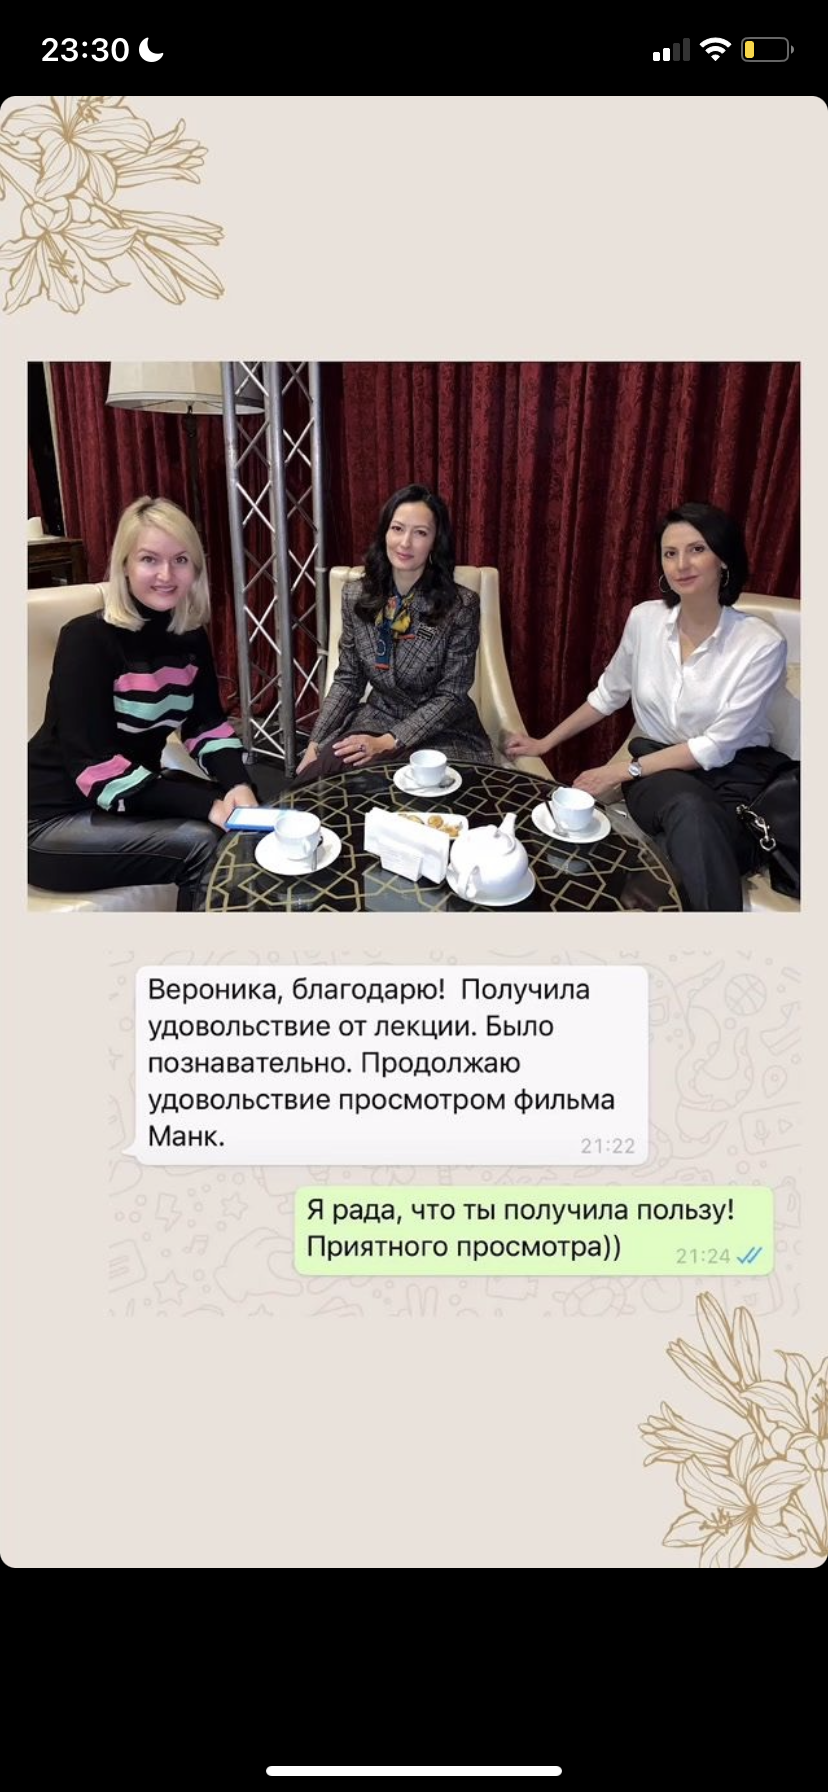 23:30
Вероника, благодарю!  Получила
удовольствие от лекции. Было
познавательно. Продолжаю
удовольствие просмотром фильма
Манк.
21:22
Я рада, что ты получила пользу!
Приятного просмотра))
21:24